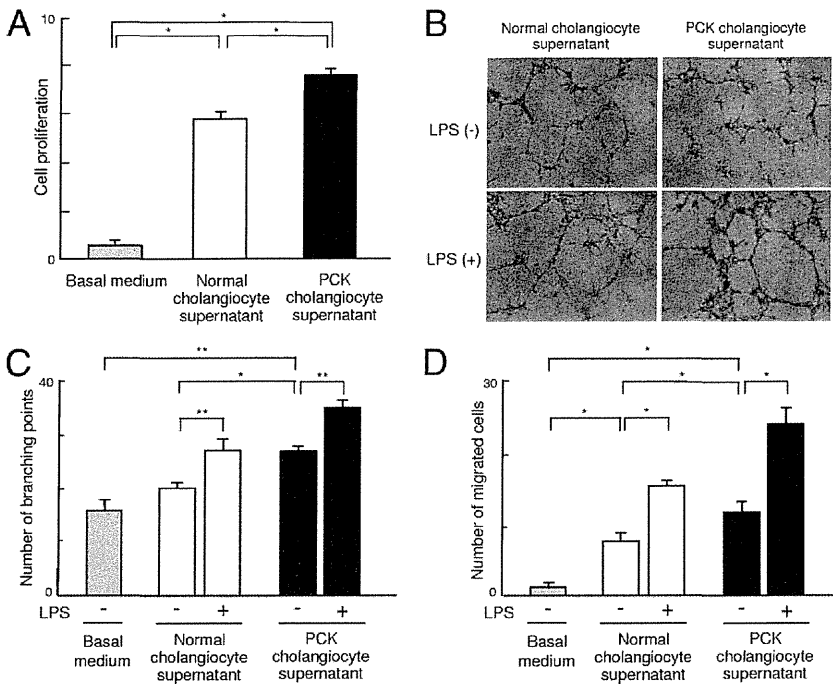 A
10
*
*
*
Cell proliferation
0
Basal medium
Normal
cholangiocyte
supernatant
PCK
cholangiocyte
supernatant
B
Normal cholangiocyte
supernatant
PCK cholangiocyte
supernatant
LPS (-)
LPS (+)
C
40
**
*
**
**
Number of branching points
20
0
LPS
-
-
+
-
+
Basal
medium
Normal
cholangiocyte
supernatant
PCK
cholangiocyte
supernatant
D
30
*
*
*
*
*
Number of migrated cells
0
LPS
-
-
+
-
+
Basal
medium
Normal
cholangiocyte
supernatant
PCK
cholangiocyte
supernatant